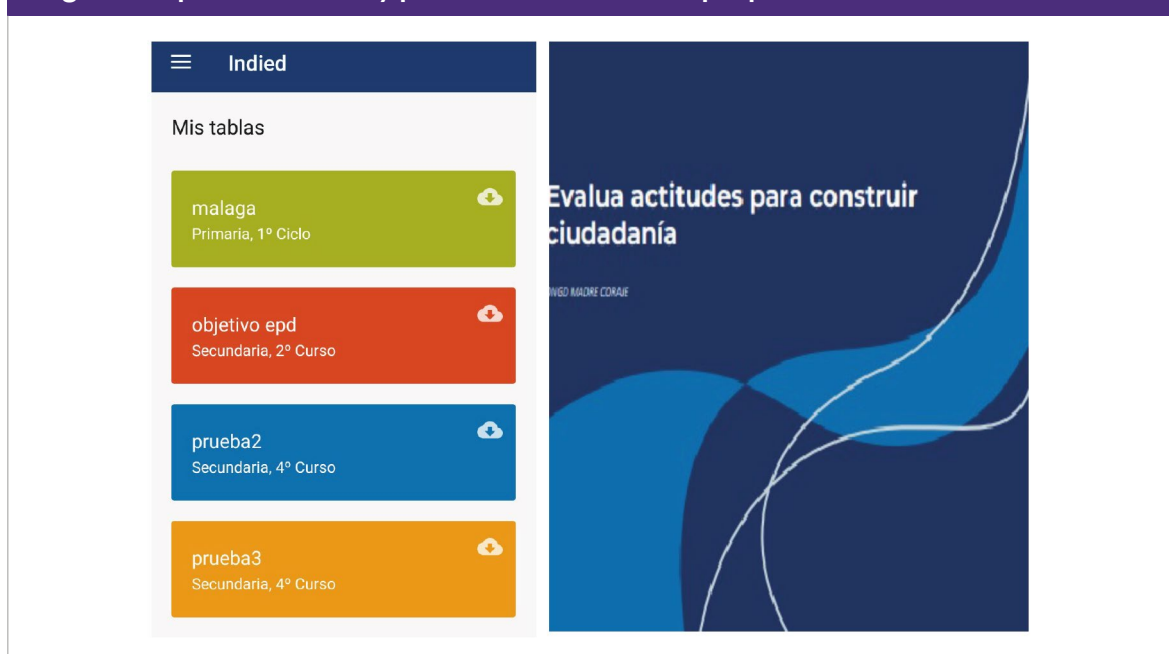 Indied
Mis tablas
malaga
Primaria, 1º Ciclo
objetivo epd
Secundaria, 2º Curso
prueba2
Secundaria, 4º Curso
prueba3
Secundaria, 4º Curso
Evalua actitudes para construir
ciudadanía
ONGD MADRE CORAJE